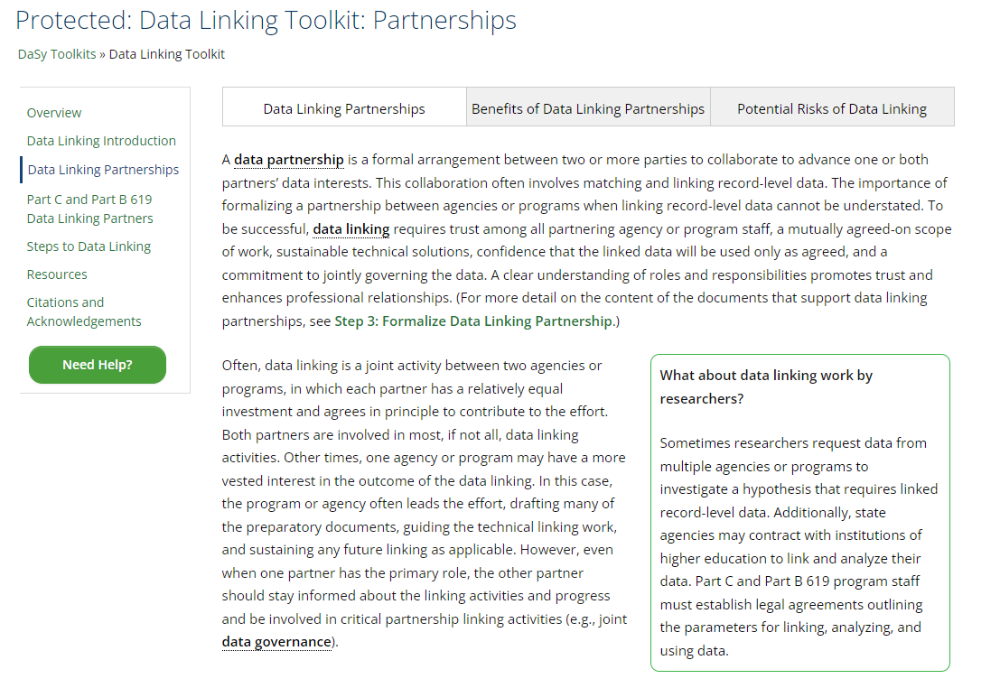 Protected: Data Linking Toolkit: Partnerships
DaSy Toolkits » Data Linking Toolkit
Overview
Data Linking Introduction
Data Linking Partnerships
Part C and Part B 619
Data Linking Partners
Steps to Data Linking
Resources
Citations and
Acknowledgements
Need Help?
Data Linking Partnerships
Benefits of Data Linking Partnerships
Potential Risks of Data Linking
A data partnership is a formal arrangement between two or more parties to collaborate to advance one or both
partners’ data interests. This collaboration often involves matching and linking record-level data. The importance of
formalizing a partnership between agencies or programs when linking record-level data cannot be understated. To
be successful, data linking requires trust among all partnering agency or program staff, a mutually agreed-on scope
of work, sustainable technical solutions, confidence that the linked data will be used only as agreed, and a
commitment to jointly governing the data. A clear understanding of roles and responsibilities promotes trust and
enhances professional relationships. (For more detail on the content of the documents that support data linking
partnerships, see Step 3: Formalize Data Linking Partnership.)
Often, data linking is a joint activity between two agencies or
programs, in which each partner has a relatively equal
investment and agrees in principle to contribute to the effort.
Both partners are involved in most, if not all, data linking
activities. Other times, one agency or program may have a more
vested interest in the outcome of the data linking. In this case,
the program or agency often leads the effort, drafting many of
the preparatory documents, guiding the technical linking work,
and sustaining any future linking as applicable. However, even
when one partner has the primary role, the other partner
should stay informed about the linking activities and progress
and be involved in critical partnership linking activities (e.g., joint
data governance).
What about data linking work by
researchers?
Sometimes researchers request data from
multiple agencies or programs to
investigate a hypothesis that requires linked
record-level data. Additionally, state
agencies may contract with institutions of
higher education to link and analyze their
data. Part C and Part B 619 program staff
must establish legal agreements outlining
the parameters for linking, analyzing, and
using data.